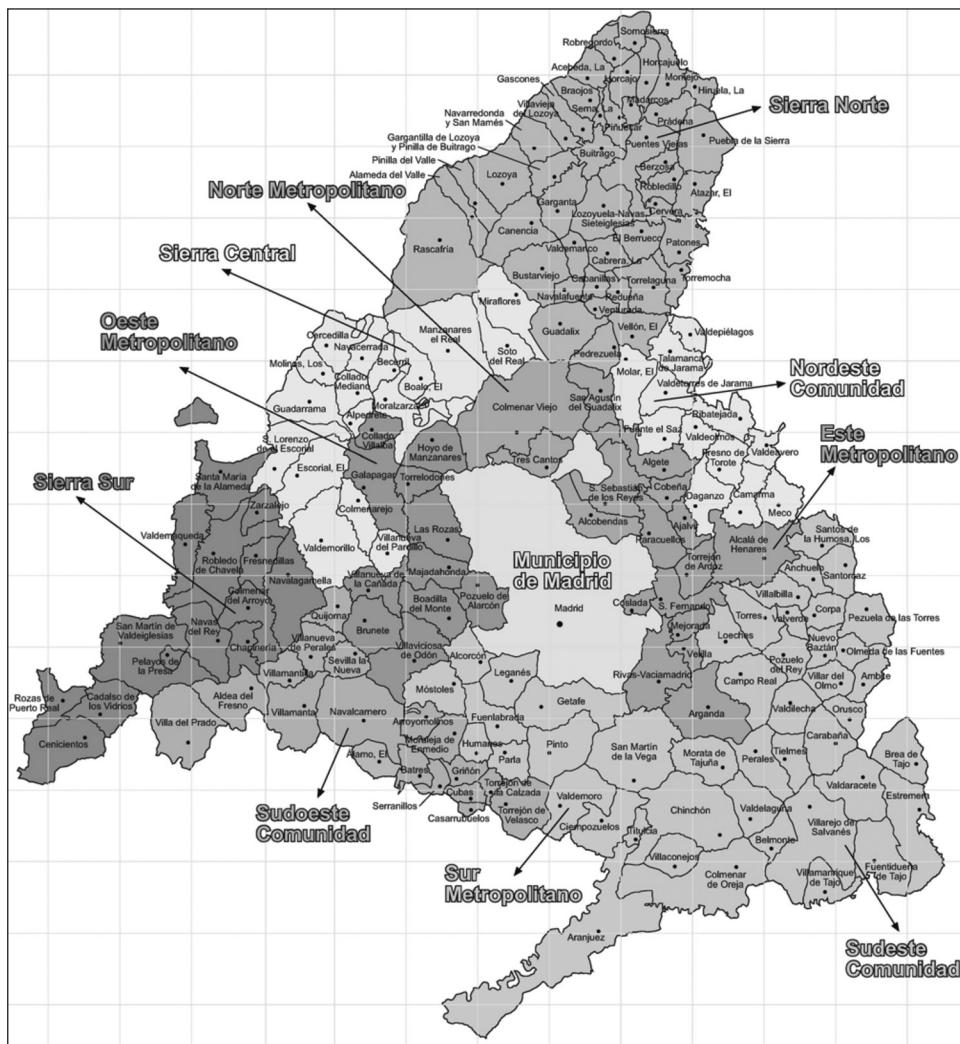 Somosierra
Robregordo
Acebeda, La
Horcajo
Horcajuelo
Montejo
Hiruela, La
Gascones
Braojos
Serna, La
Madarcos
Prádena
Sierra Norte
Villavieja
del Lozoya
Navarredonda
y San Mamés
Piñuecar
Puentes Viejas
Puebla de la Sierra
Gargantilla de Lozoya
y Pinilla de Buitrago
Buitrago
Pinilla del Valle
Alameda del Valle
Lozoya
Berzosa
Robledillo
Atazar, El
Norte Metropolitano
Garganta
Lozoyuela-Navas
Sieteiglesias
Cervera
Canencia
El Berrueco
Patones
Rascafría
Valdemanco
Cabrera, La
Sierra Central
Bustarviejo
Cabanillas
Torrelaguna
Torremocha
Miraflores
Navalafuente
Redueña
Venturada
Oeste
Metropolitano
Cercedilla
Navacerrada
Manzanares
el Real
Guadalix
Vellón, El
Valdepiélagos
Molinos, Los
Becerril
Soto
del Real
Pedrezuela
Talamanca
de Jarama
Collado
Mediano
Boalo, El
Molar, El
Valdetorres de Jarama
Nordeste
Comunidad
Guadarrama
Moralzarzal
Alpedrete
Colmenar Viejo
San Agustín
del Guadalix
Ribatejada
Collado
Villalba
Fuente el Saz
Valdeolmos
Este
Metropolitano
S. Lorenzo
de el Escorial
Hoyo de
Manzanares
Tres Cantos
Valdeavero
Fresno de
Torote
Sierra Sur
Santa María
de la Alameda
Escorial, El
Galapagar
Torrelodones
Algete
S. Sebastián
de los Reyes
Cobeña
Daganzo
Camarma
Meco
Zarzalejo
Colmenarejo
Alcobendas
Ajalvir
Valdemaqueda
Valdemorillo
Villanueva
del Pardillo
Las Rozas
Paracuellos
Alcalá de
Henares
Santos de
la Humosa, Los
Robledo
de Chavela
Fresnedillas
Municipio
de Madrid
Torrejón
de Ardoz
Anchuelo
Santorcaz
Navalagamella
Villanueva de
la Cañada
Majadahonda
Colmenar
del Arroyo
Boadilla
del Monte
Pozuelo de
Alarcón
Coslada
S. Fernando
Villalbilla
Corpa
Quijorna
Madrid
Torres
Valverde
Pezuela de las Torres
San Martín de
Valdeiglesias
Navas
del Rey
Brunete
Mejorada
Loeches
Nuevo
Baztán
Chapinería
Villanueva
de Perales
Villaviciosa
de Odón
Velilla
Pozuelo
del Rey
Olmeda de las Fuentes
Pelayos de
la Presa
Sevilla la
Nueva
Alcorcón
Leganés
Rivas-Vaciamadrid
Campo Real
Villar del
Olmo
Ambite
Rozas de
Puerto Real
Cadalso de
los Vidrios
Aldea del
Fresno
Villamantilla
Móstoles
Getafe
Valdilecha
Orusco
Villa del Prado
Villamanta
Navalcarnero
Arroyomolinos
Fuenlabrada
Arganda
Cenicientos
Moraleja de
Enmedio
Humanes
Pinto
San Martín
de la Vega
Morata de
Tajuña
Perales
Tielmes
Carabaña
Brea de
Tajo
Álamo, El
Parla
Batres
Griñón
Torrejón de
la Calzada
Valdaracete
Estremera
Serranillos
Cubas
Sudoeste
Comunidad
Casarrubuelos
Torrejón de
Velasco
Valdemoro
Ciempozuelos
Chinchón
Valdelaguna
Villarejo de
Salvanés
Titulcia
Belmonte
Sur
Metropolitano
Villaconejos
Colmenar
de Oreja
Villamanrique
de Tajo
Fuentidueña
de Tajo
Aranjuez
Sudeste
Comunidad